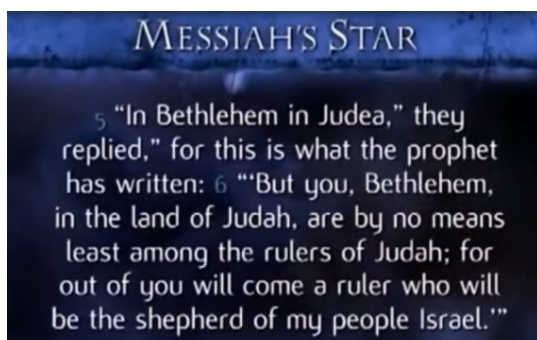 MESSIAH'S STAR
5 “In Bethlehem in Judea,” they
replied,” for this is what the prophet
has written: 6 “‘But you, Bethlehem,
in the land of Judah, are by no means
least among the rulers of Judah; for
out of you will come a ruler who will
be the shepherd of my people Israel.’”